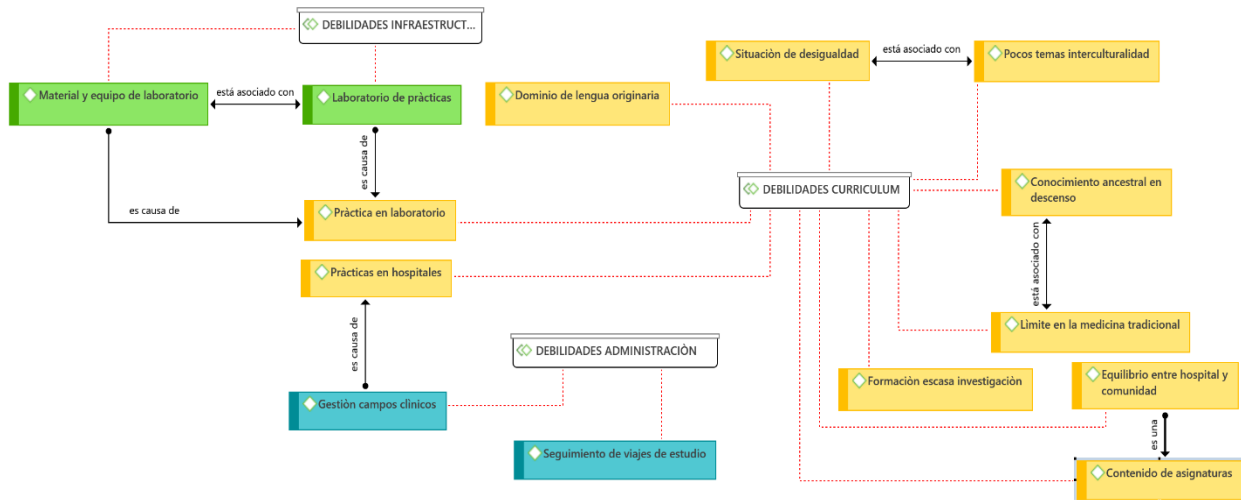 DEBILIDADES INFRAESTRUCT...
Situaciòn de desigualdad
está asociado con
Pocos temas interculturalidad
Material y equipo de laboratorio
está asociado con
Laboratorio de pràcticas
Dominio de lengua originaria
es causa de
DEBILIDADES CURRICULUM
Conocimiento ancestral en
descenso
es causa de
Pràctica en laboratorio
está asociado con
Pràcticas en hospitales
Limite en la medicina tradicional
es causa de
DEBILIDADES ADMINISTRACIÒN
Formaciòn escasa investigaciòn
Equilibrio entre hospital y
comunidad
Gestiòn campos clìnicos
es una
Seguimiento de viajes de estudio
Contenido de asignaturas